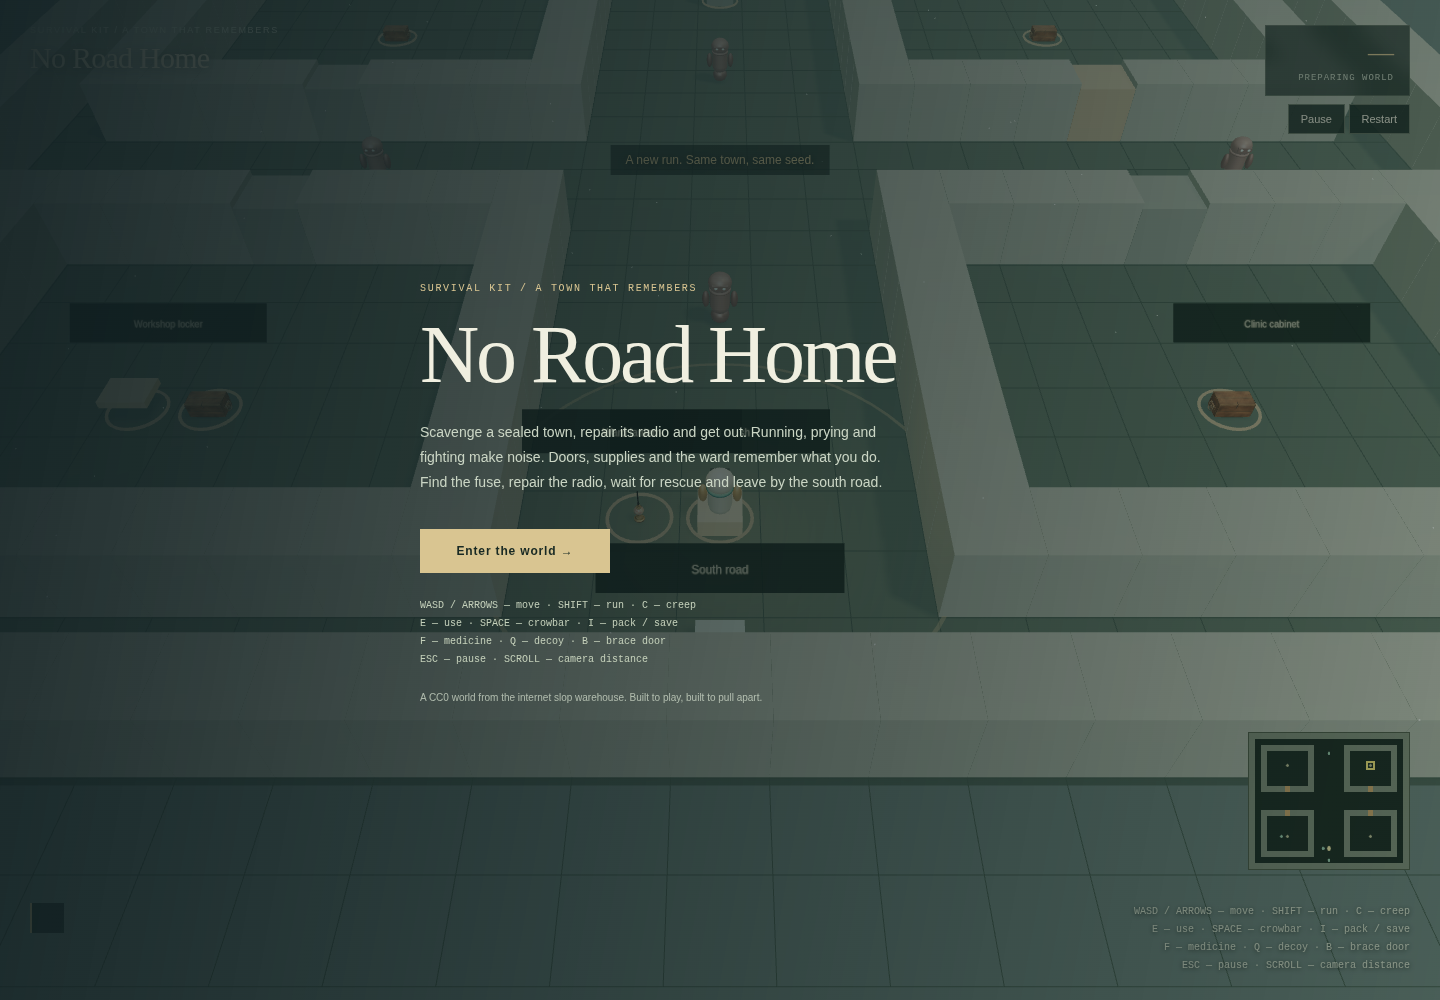 THAT REMEMBERS
No Road Home
PREPARING WORLD
Pause
Restart
A new run. Same town, same seed.
SURVIVAL KIT / A TOWN THAT REMEMBERS
No Road Home
Workshop locker
Clinic cabinet
Scavenge a sealed town, repair its radio and get out. Running, prying and
fighting make noise. Doors, supplies and the ward remember what you do.
Find the fuse, repair the radio, wait for rescue and leave by the south road.
Enter the world →
South road
WASD / ARROWS — move · SHIFT — run · C — creep
E — use · SPACE — crowbar · I — pack / save
F — medicine · Q — decoy · B — brace door
ESC — pause · SCROLL — camera distance
A CC0 world from the internet slop warehouse. Built to play, built to pull apart.
WASD / ARROWS — move · SHIFT — run · C — creep
E — use · SPACE — crowbar · I — pack / save
F — medicine · Q — decoy · B — brace door
ESC — pause · SCROLL — camera distance